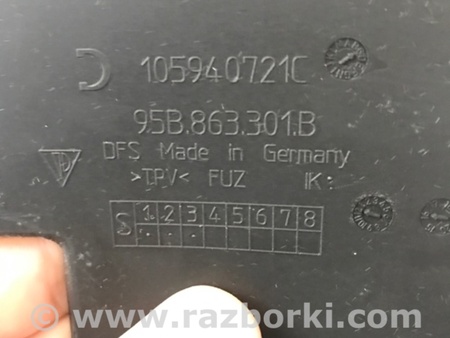 105940721C
95B.863.301.B
DFS Made in Germany
>TPV< FUZ IK:
S 1 2 3 4 5 6 7 8
www.razborki.com